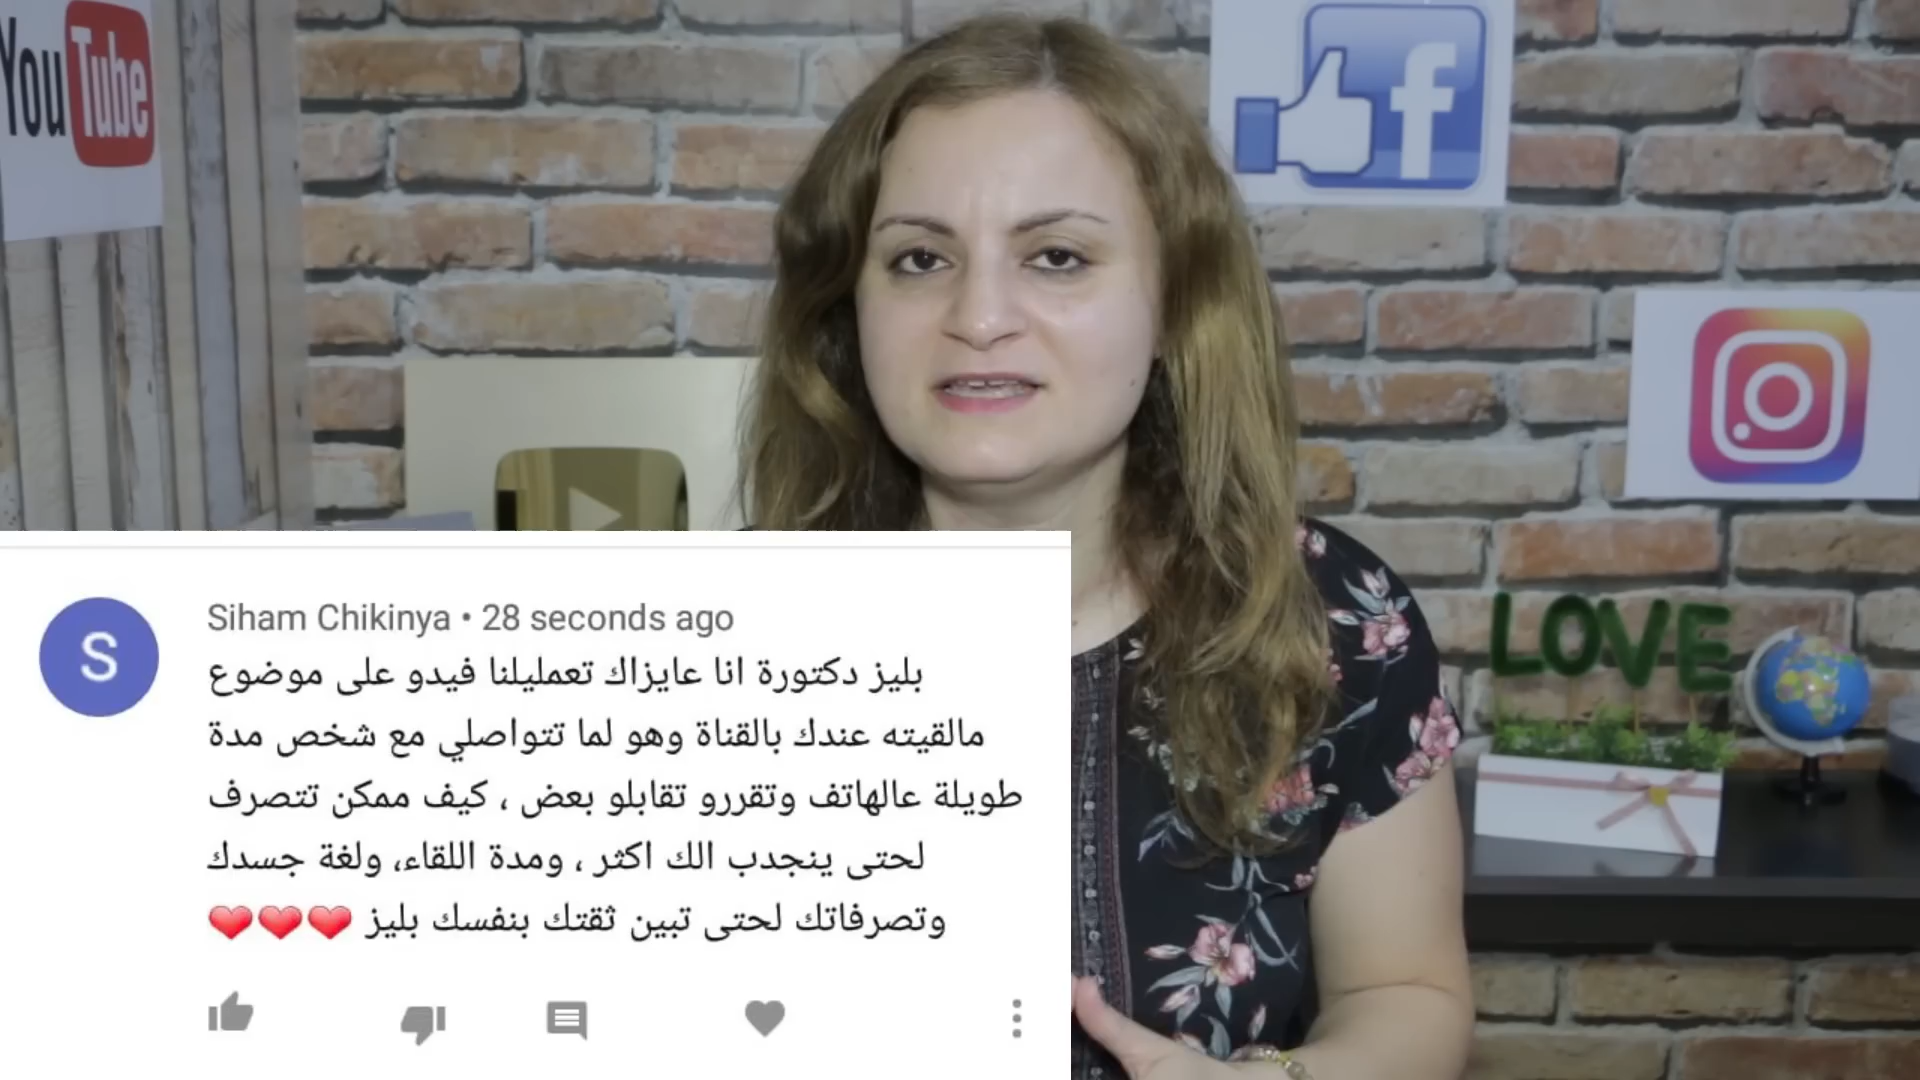 YouTube
f
LOVE
S
Siham Chikinya • 28 seconds ago
بليز دكتورة انا عايزاك تعمليلنا فيدو على موضوع
مالقيته عندك بالقناة وهو لما تتواصلي مع شخص مدة
طويلة عالهاتف وتقررو تقابلو بعض ، كيف ممكن تتصرف
لحتى ينجدب الك اكثر ، ومدة اللقاء، ولغة جسدك
وتصرفاتك لحتى تبين ثقتك بنفسك بليز ❤❤❤